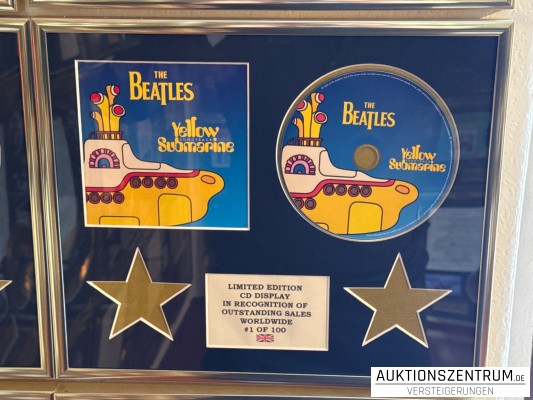 THE
BEATLES
Yellow
Submarine
THE
BEATLES
Yellow
Submarine
LIMITED EDITION
CD DISPLAY
IN RECOGNITION OF
OUTSTANDING SALES
WORLDWIDE
#1 OF 100
AUKTIONSZENTRUM.DE
VERSTEIGERUNGEN